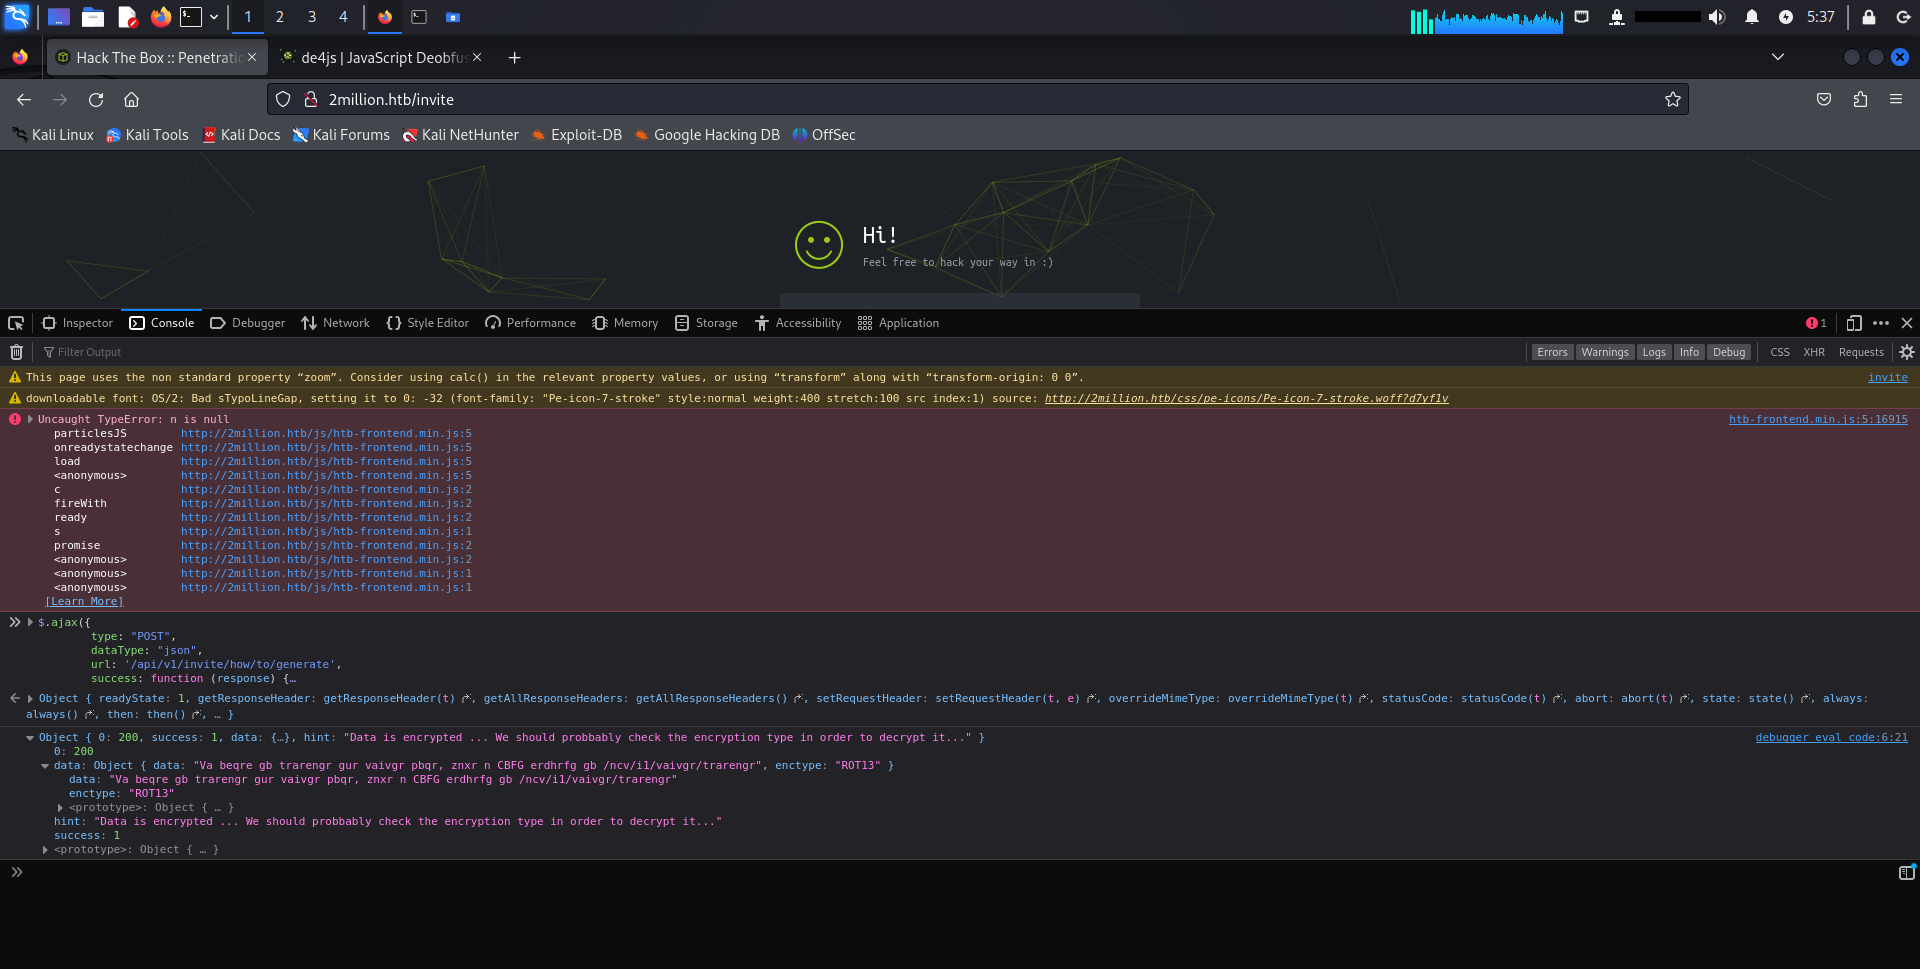 1 2 3 4 5:37
Hack The Box :: Penetratio de4js | JavaScript Deobfus
2million.htb/invite
Kali Linux Kali Tools Kali Docs Kali Forums Kali NetHunter Exploit-DB Google Hacking DB OffSec
Hi!
Feel free to hack your way in :)
Inspector Console Debugger Network Style Editor Performance Memory Storage Accessibility Application 1
Filter Output Errors Warnings Logs Info Debug CSS XHR Requests
This page uses the non standard property “zoom”. Consider using calc() in the relevant property values, or using “transform” along with “transform-origin: 0 0”. invite
downloadable font: OS/2: Bad sTypoLineGap, setting it to 0: -32 (font-family: "Pe-icon-7-stroke" style:normal weight:400 stretch:100 src index:1) source: http://2million.htb/css/pe-icons/Pe-icon-7-stroke.woff?d7yf1v
Uncaught TypeError: n is null htb-frontend.min.js:5:16915
particlesJS http://2million.htb/js/htb-frontend.min.js:5
onreadystatechange http://2million.htb/js/htb-frontend.min.js:5
load http://2million.htb/js/htb-frontend.min.js:5
<anonymous> http://2million.htb/js/htb-frontend.min.js:5
c http://2million.htb/js/htb-frontend.min.js:2
fireWith http://2million.htb/js/htb-frontend.min.js:2
ready http://2million.htb/js/htb-frontend.min.js:2
s http://2million.htb/js/htb-frontend.min.js:1
promise http://2million.htb/js/htb-frontend.min.js:2
<anonymous> http://2million.htb/js/htb-frontend.min.js:2
<anonymous> http://2million.htb/js/htb-frontend.min.js:1
<anonymous> http://2million.htb/js/htb-frontend.min.js:1
[Learn More]
$.ajax({
type: "POST",
dataType: "json",
url: '/api/v1/invite/how/to/generate',
success: function (response) {…
Object { readyState: 1, getResponseHeader: getResponseHeader(t), getAllResponseHeaders: getAllResponseHeaders(), setRequestHeader: setRequestHeader(t, e), overrideMimeType: overrideMimeType(t), statusCode: statusCode(t), abort: abort(t), state: state(), always:
always(), then: then(), … }
Object { 0: 200, success: 1, data: {…}, hint: "Data is encrypted ... We should probbably check the encryption type in order to decrypt it..." } debugger eval code:6:21
0: 200
data: Object { data: "Va beqre gb trarengr gur vaivgr pbqr, znxr n CBFG erdhrfg gb /ncv/i1/vaivgr/trarengr", enctype: "ROT13" }
data: "Va beqre gb trarengr gur vaivgr pbqr, znxr n CBFG erdhrfg gb /ncv/i1/vaivgr/trarengr"
enctype: "ROT13"
<prototype>: Object { … }
hint: "Data is encrypted ... We should probbably check the encryption type in order to decrypt it..."
success: 1
<prototype>: Object { … }